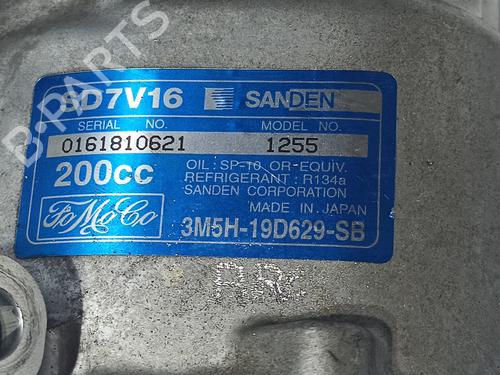 B-PARTS
SD7V16 SANDEN
SERIAL NO. MODEL NO.
0161810621 1255
200cc OIL: SP-10 OR EQUIV.
REFRIGERANT: R134a
SANDEN CORPORATION
FoMoCo MADE IN JAPAN
3M5H-19D629-SB